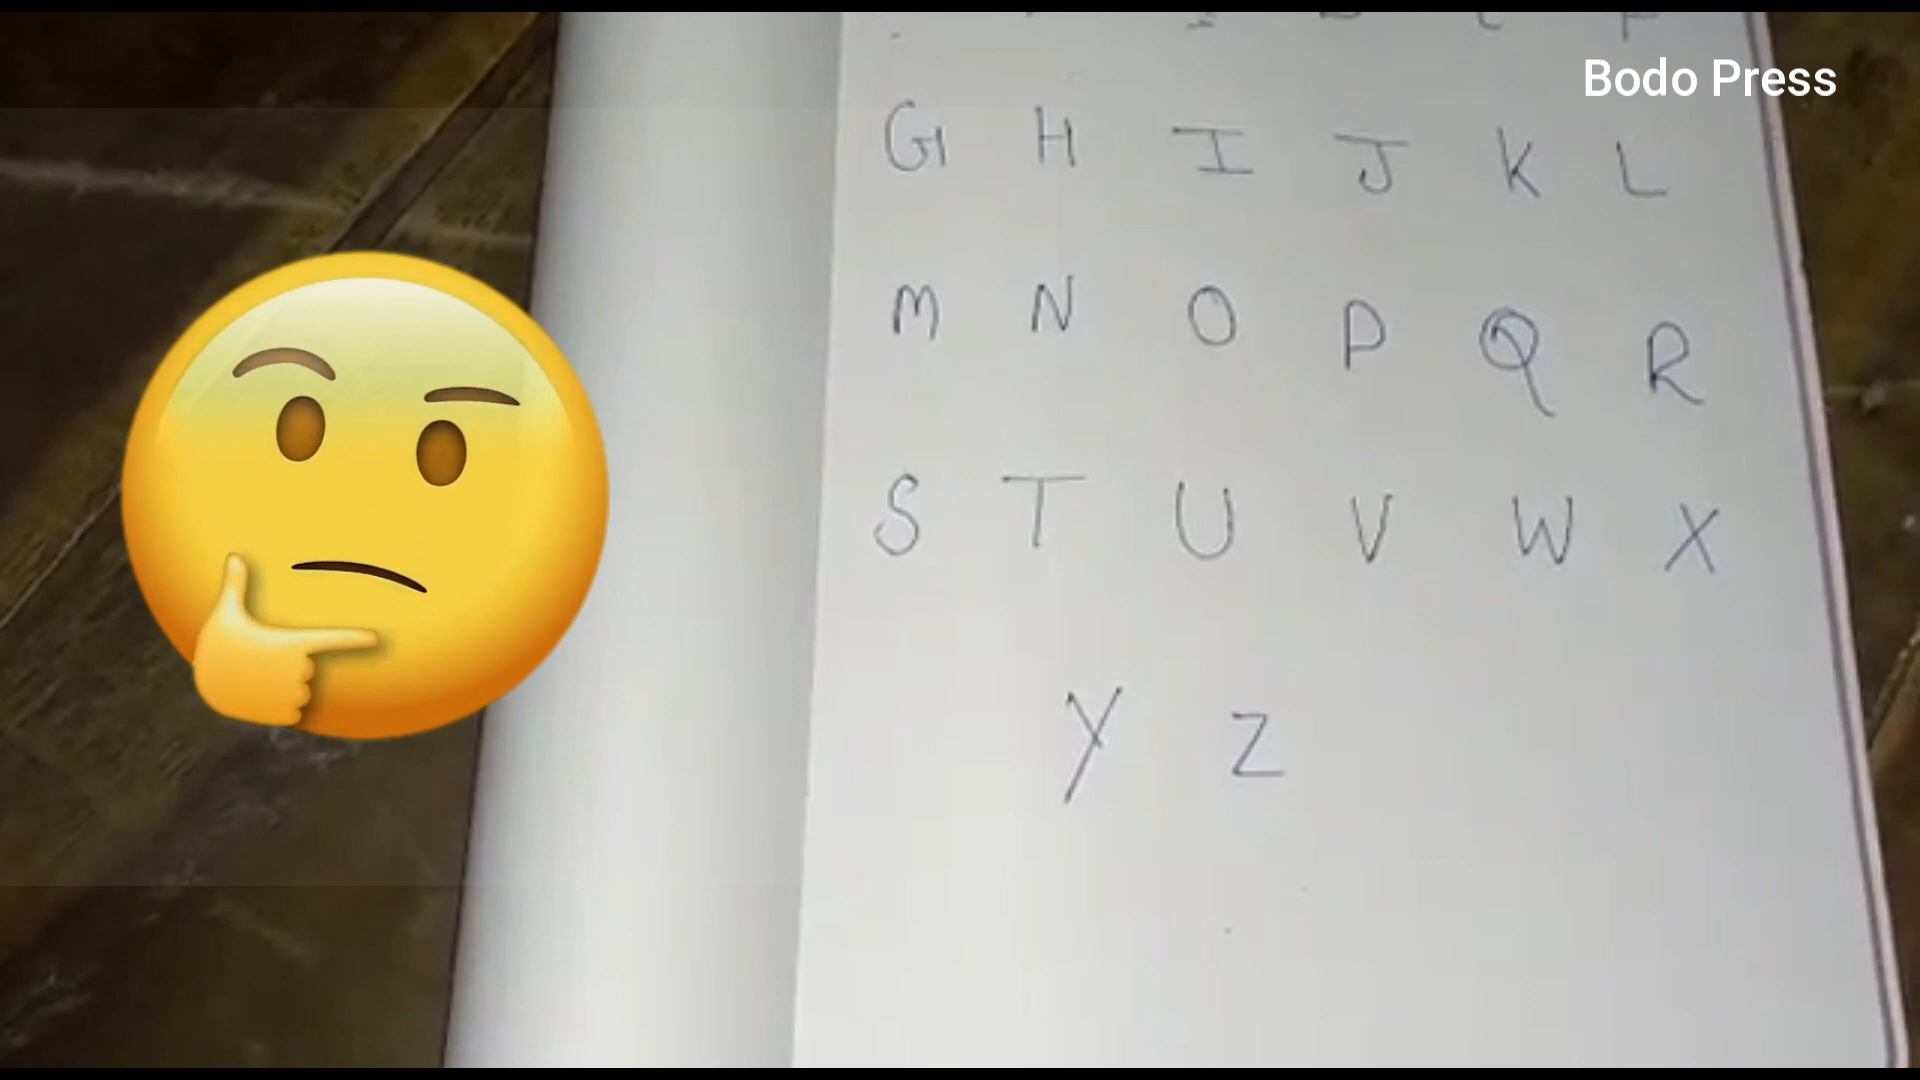 Bodo Press
G H I J K L
M N O P Q R
S T U V W X
Y Z